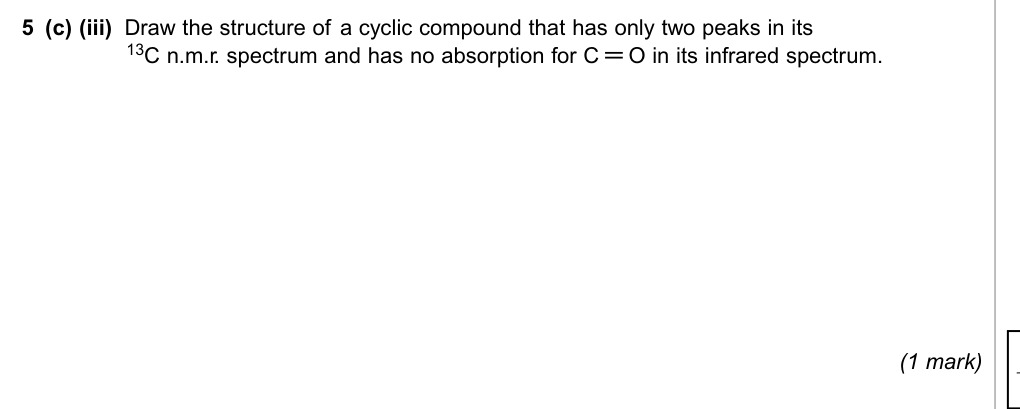 5 (c) (iii) Draw the structure of a cyclic compound that has only two peaks in its
¹³C n.m.r. spectrum and has no absorption for C=O in its infrared spectrum.
(1 mark)